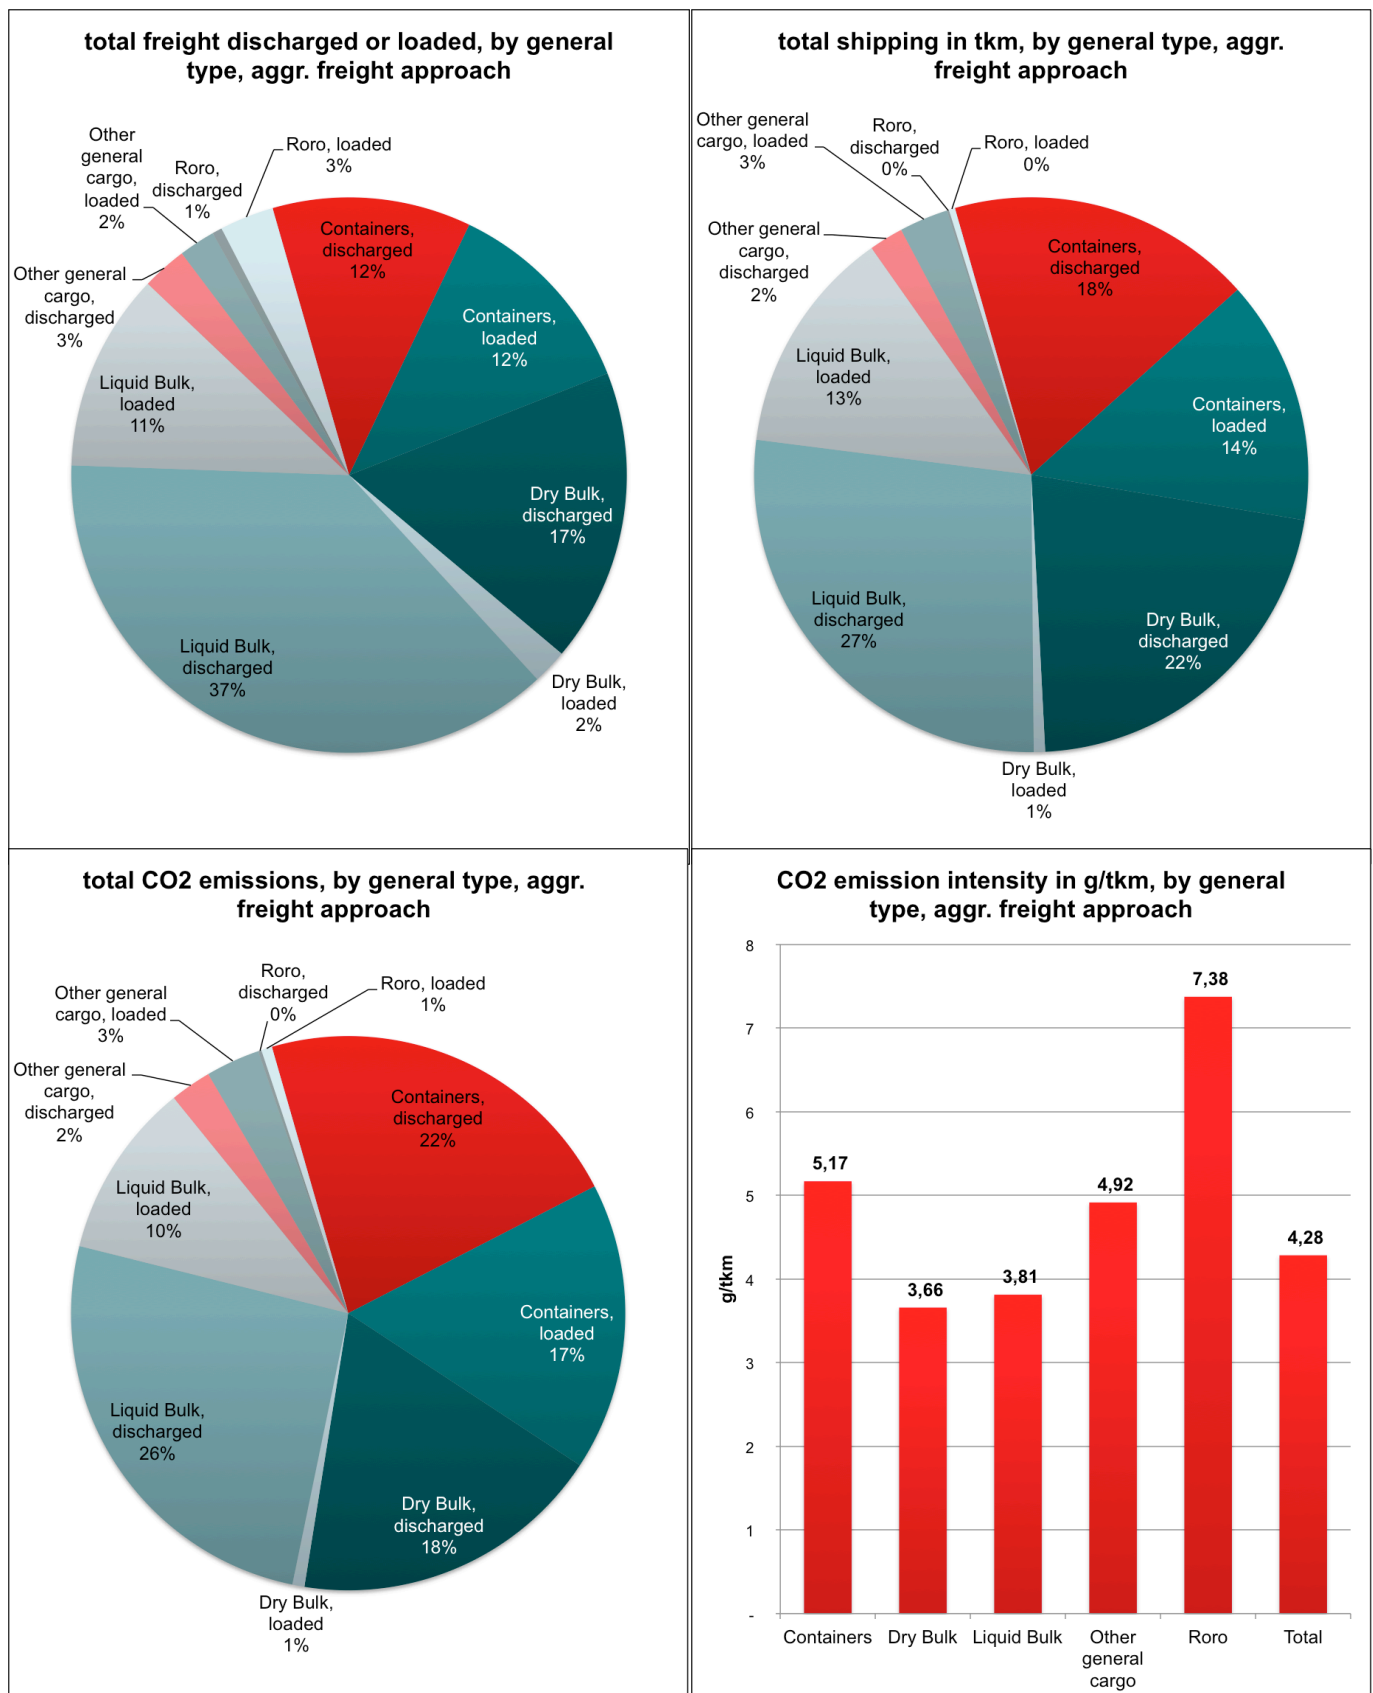 total freight discharged or loaded, by general
type, aggr. freight approach
Other
general
cargo,
loaded
2%
Roro,
discharged
1%
Roro, loaded
3%
Containers,
discharged
12%
Containers,
loaded
12%
Dry Bulk,
discharged
17%
Dry Bulk,
loaded
2%
Liquid Bulk,
discharged
37%
Liquid Bulk,
loaded
11%
Other general
cargo,
discharged
3%
total shipping in tkm, by general type, aggr.
freight approach
Other general
cargo, loaded
3%
Roro,
discharged
0%
Roro, loaded
0%
Containers,
discharged
18%
Containers,
loaded
14%
Dry Bulk,
discharged
22%
Dry Bulk,
loaded
1%
Liquid Bulk,
discharged
27%
Liquid Bulk,
loaded
13%
Other general
cargo,
discharged
2%
total CO2 emissions, by general type, aggr.
freight approach
Other general
cargo, loaded
3%
Roro,
discharged
0%
Roro, loaded
1%
Containers,
discharged
22%
Containers,
loaded
17%
Dry Bulk,
discharged
18%
Dry Bulk,
loaded
1%
Liquid Bulk,
discharged
26%
Liquid Bulk,
loaded
10%
Other general
cargo,
discharged
2%
CO2 emission intensity in g/tkm, by general
type, aggr. freight approach
8
7
6
5
4
3
2
1
-
g/tkm
5,17
3,66
3,81
4,92
7,38
4,28
Containers
Dry Bulk
Liquid Bulk
Other
general
cargo
Roro
Total